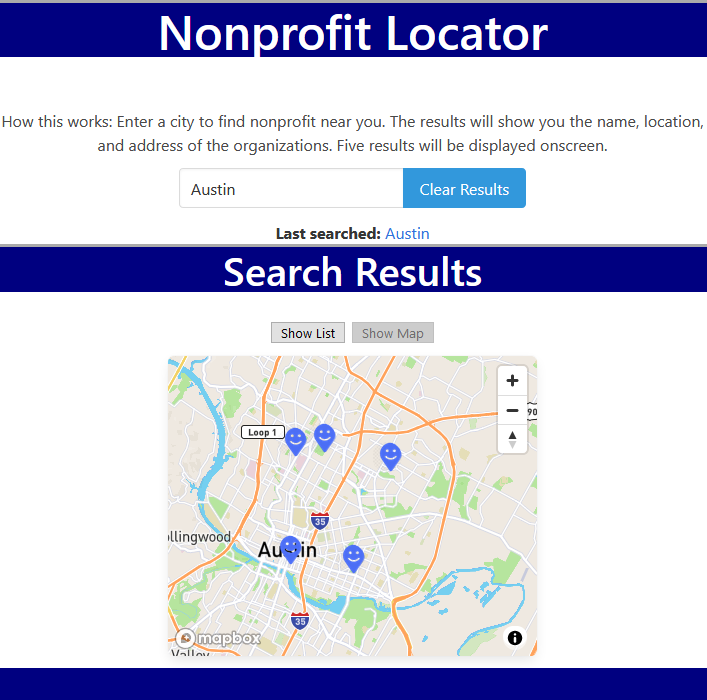 Nonprofit Locator
How this works: Enter a city to find nonprofit near you. The results will show you the name, location,
and address of the organizations. Five results will be displayed onscreen.
Austin Clear Results
Last searched: Austin
Search Results
Show List Show Map
90
Loop 1
35
ollingwood
Austin
35
mapbox
Valley